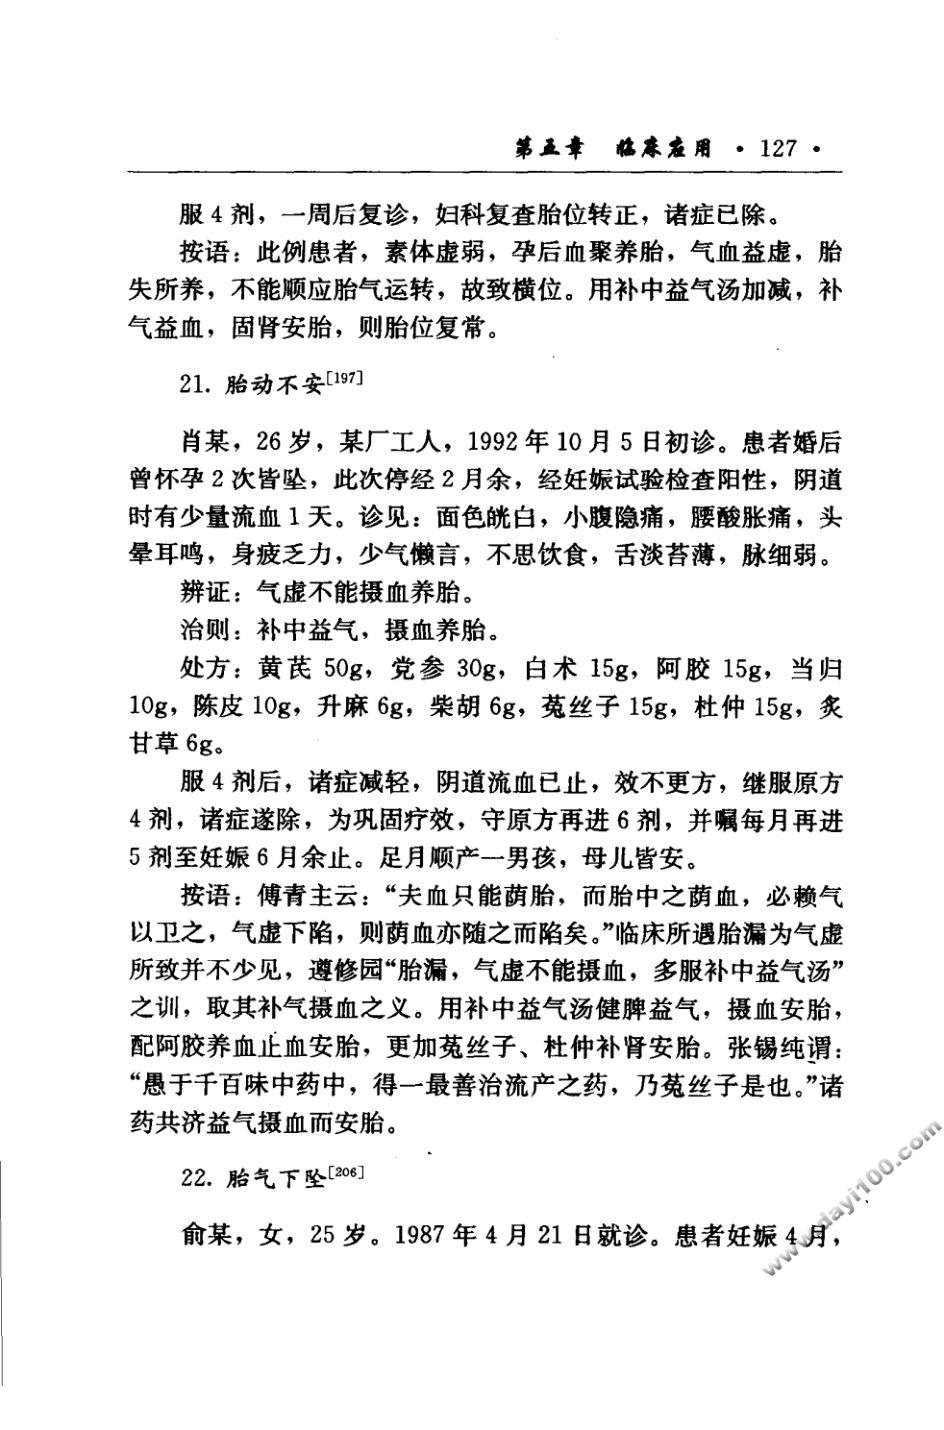 第五章 临床应用 · 127 ·
服 4 剂，一周后复诊，妇科复查胎位转正，诸症已除。
按语：此例患者，素体虚弱，孕后血聚养胎，气血益虚，胎
失所养，不能顺应胎气运转，故致横位。用补中益气汤加减，补
气益血，固肾安胎，则胎位复常。
21. 胎动不安[197]
肖某，26 岁，某厂工人，1992 年 10 月 5 日初诊。患者婚后
曾怀孕 2 次皆坠，此次停经 2 月余，经妊娠试验检查阳性，阴道
时有少量流血 1 天。诊见：面色㿠白，小腹隐痛，腰酸胀痛，头
晕耳鸣，身疲乏力，少气懒言，不思饮食，舌淡苔薄，脉细弱。
辨证：气虚不能摄血养胎。
治则：补中益气，摄血养胎。
处方：黄芪 50g，党参 30g，白术 15g，阿胶 15g，当归
10g，陈皮 10g，升麻 6g，柴胡 6g，菟丝子 15g，杜仲 15g，炙
甘草 6g。
服 4 剂后，诸症减轻，阴道流血已止，效不更方，继服原方
4 剂，诸症遂除，为巩固疗效，守原方再进 6 剂，并嘱每月再进
5 剂至妊娠 6 月余止。足月顺产一男孩，母儿皆安。
按语：傅青主云：“夫血只能荫胎，而胎中之荫血，必赖气
以卫之，气虚下陷，则荫血亦随之而陷矣。”临床所遇胎漏为气虚
所致并不少见，遵修园“胎漏，气虚不能摄血，多服补中益气汤”
之训，取其补气摄血之义。用补中益气汤健脾益气，摄血安胎，
配阿胶养血止血安胎，更加菟丝子、杜仲补肾安胎。张锡纯谓：
“愚于千百味中药中，得一最善治流产之药，乃菟丝子是也。”诸
药共济益气摄血而安胎。
22. 胎气下坠[206]
俞某，女，25 岁。1987 年 4 月 21 日就诊。患者妊娠 4 月，
www.dayi100.com